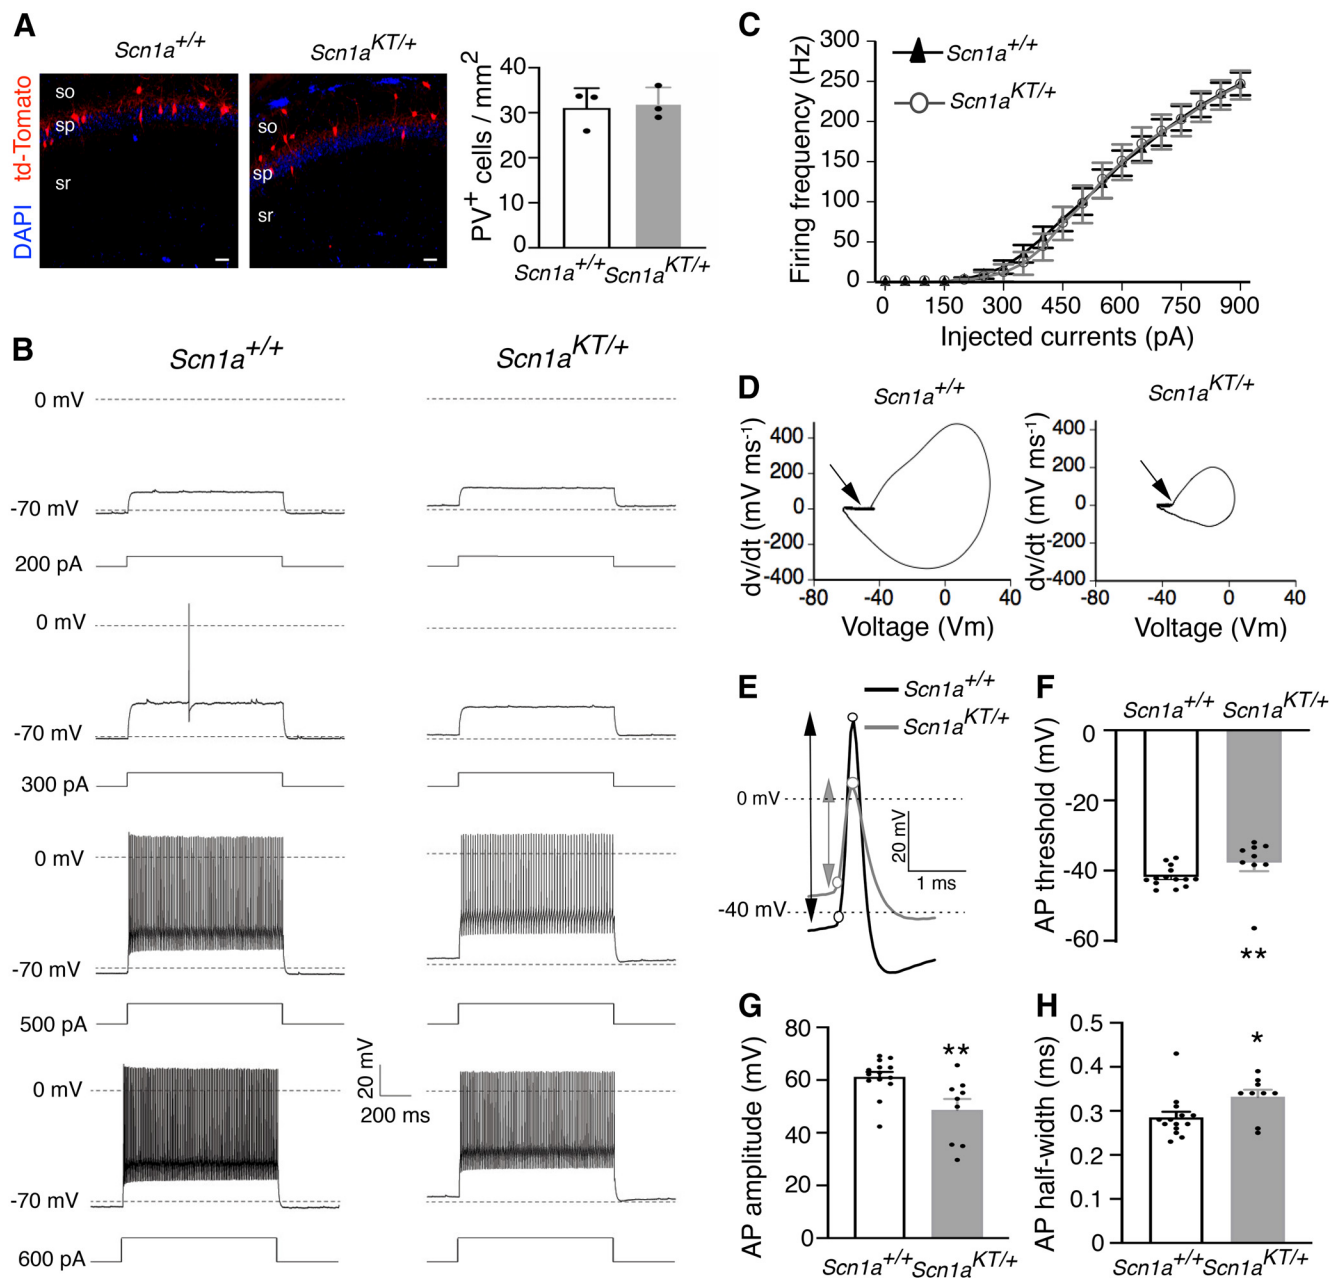 A
Scn1a+/+
Scn1aKT/+
DAPI td-Tomato
so
sp
sr
so
sp
sr
PV+ cells / mm2
40
30
20
10
0
Scn1a+/+ Scn1aKT/+
B
Scn1a+/+
Scn1aKT/+
0 mV
-70 mV
200 pA
0 mV
-70 mV
300 pA
0 mV
-70 mV
500 pA
0 mV
-70 mV
600 pA
20 mV
200 ms
C
Firing frequency (Hz)
300
250
200
150
100
50
0
Scn1a+/+
Scn1aKT/+
0 150 300 450 600 750 900
Injected currents (pA)
D
Scn1a+/+
dv/dt (mV ms-1)
400
200
0
-200
-400
-80 -40 0 40
Voltage (Vm)
Scn1aKT/+
dv/dt (mV ms-1)
400
200
0
-200
-400
-80 -40 0 40
Voltage (Vm)
E
Scn1a+/+
Scn1aKT/+
0 mV
-40 mV
20 mV
1 ms
F
Scn1a+/+ Scn1aKT/+
AP threshold (mV)
0
-20
-40
-60
**
G
AP amplitude (mV)
80
60
40
20
0
**
Scn1a+/+ Scn1aKT/+
H
AP half-width (ms)
0.5
0.4
0.3
0.2
0.1
0
*
Scn1a+/+ Scn1aKT/+